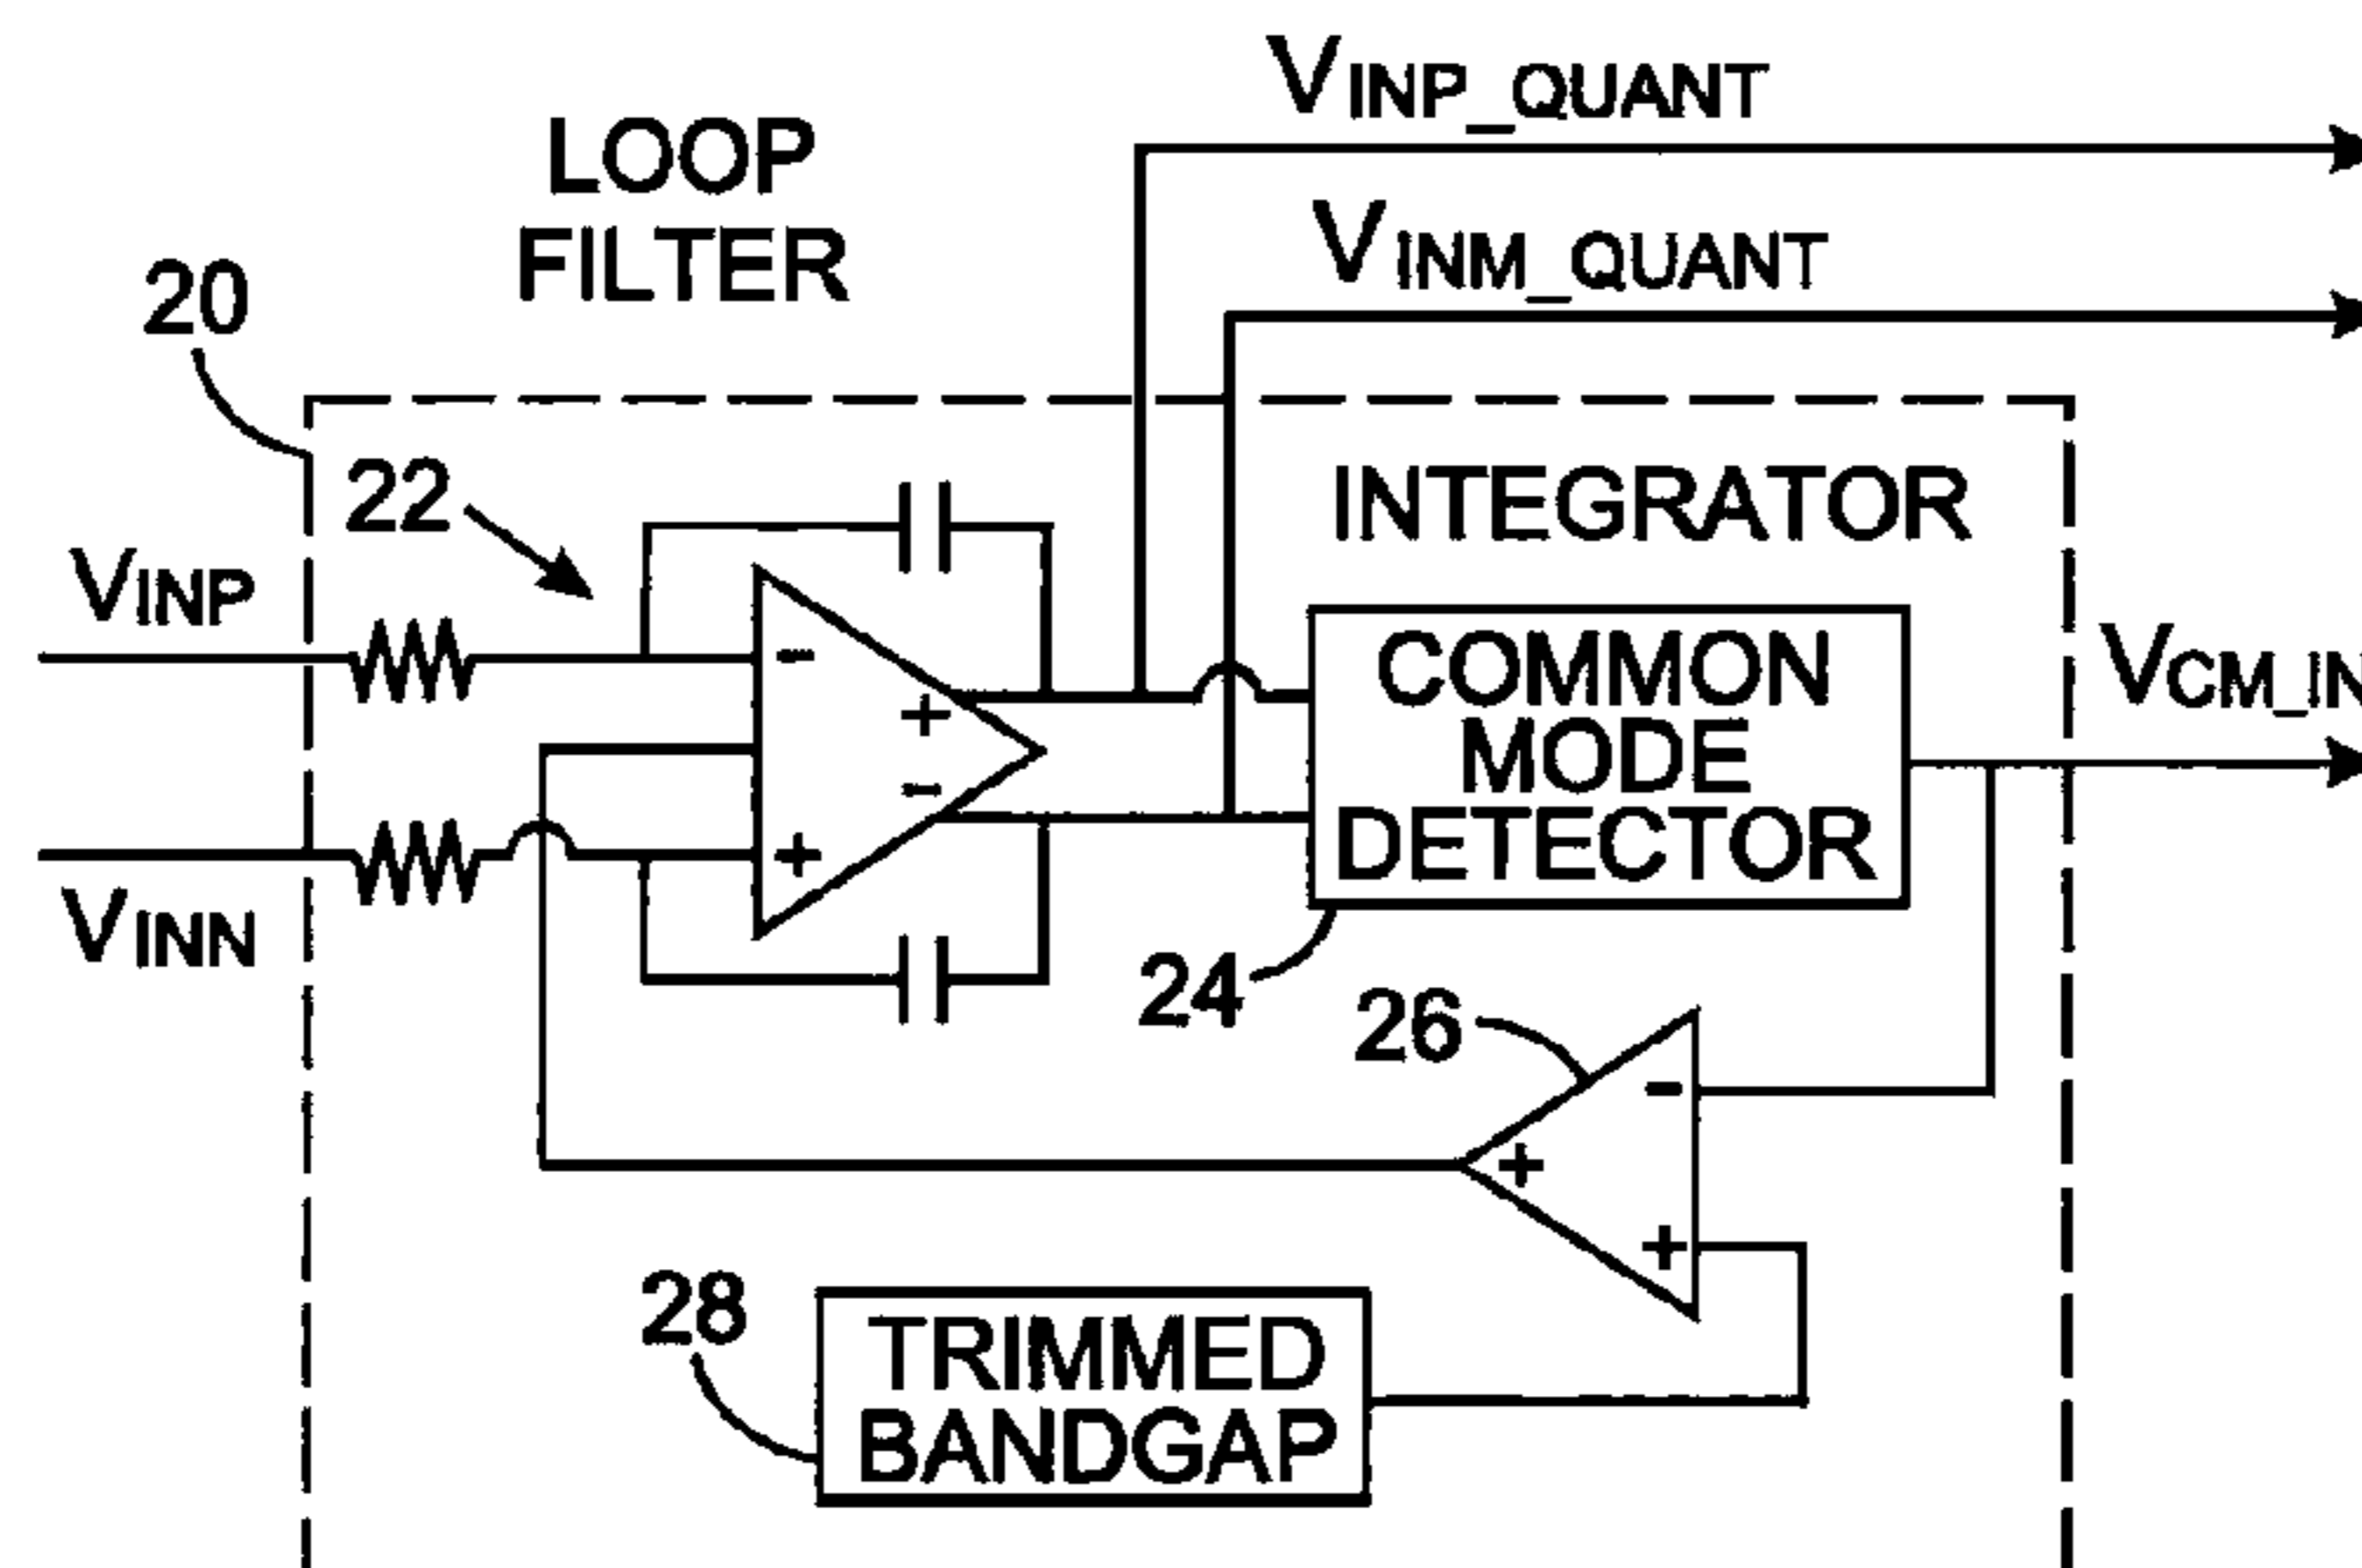 VINP_QUANT
LOOP
FILTER
VINM_QUANT
20
22
INTEGRATOR
VINP
COMMON
MODE
DETECTOR
VCM_IN
-
+
-
+
VINN
24
26
-
+
+
28
TRIMMED
BANDGAP